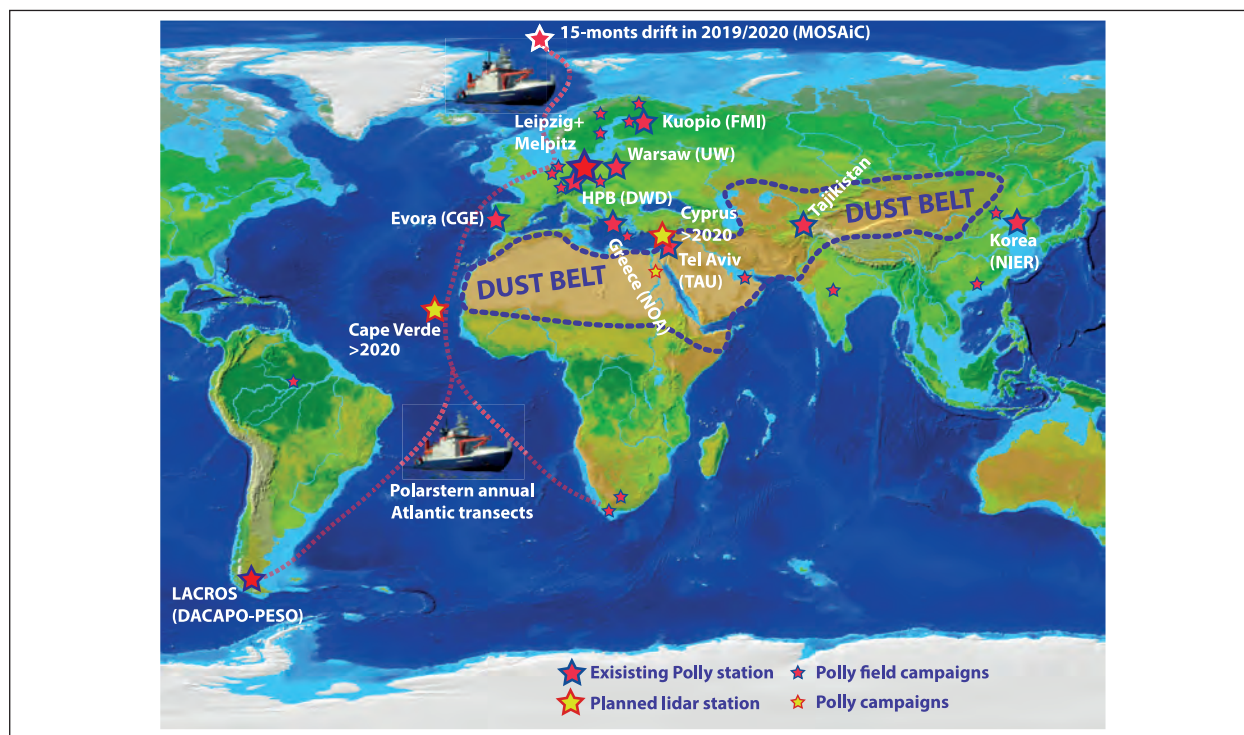 15-monts drift in 2019/2020 (MOSAiC)
Leipzig+
Melpitz
Kuopio (FMI)
Warsaw (UW)
HPB (DWD)
Evora (CGE)
Cyprus
>2020
Tajikistan
DUST BELT
Korea
(NIER)
Greece (NOA)
Tel Aviv
(TAU)
DUST BELT
Cape Verde
>2020
Polarstern annual
Atlantic transects
LACROS
(DACAPO-PESO)
Exisisting Polly station
Polly field campaigns
Planned lidar station
Polly campaigns